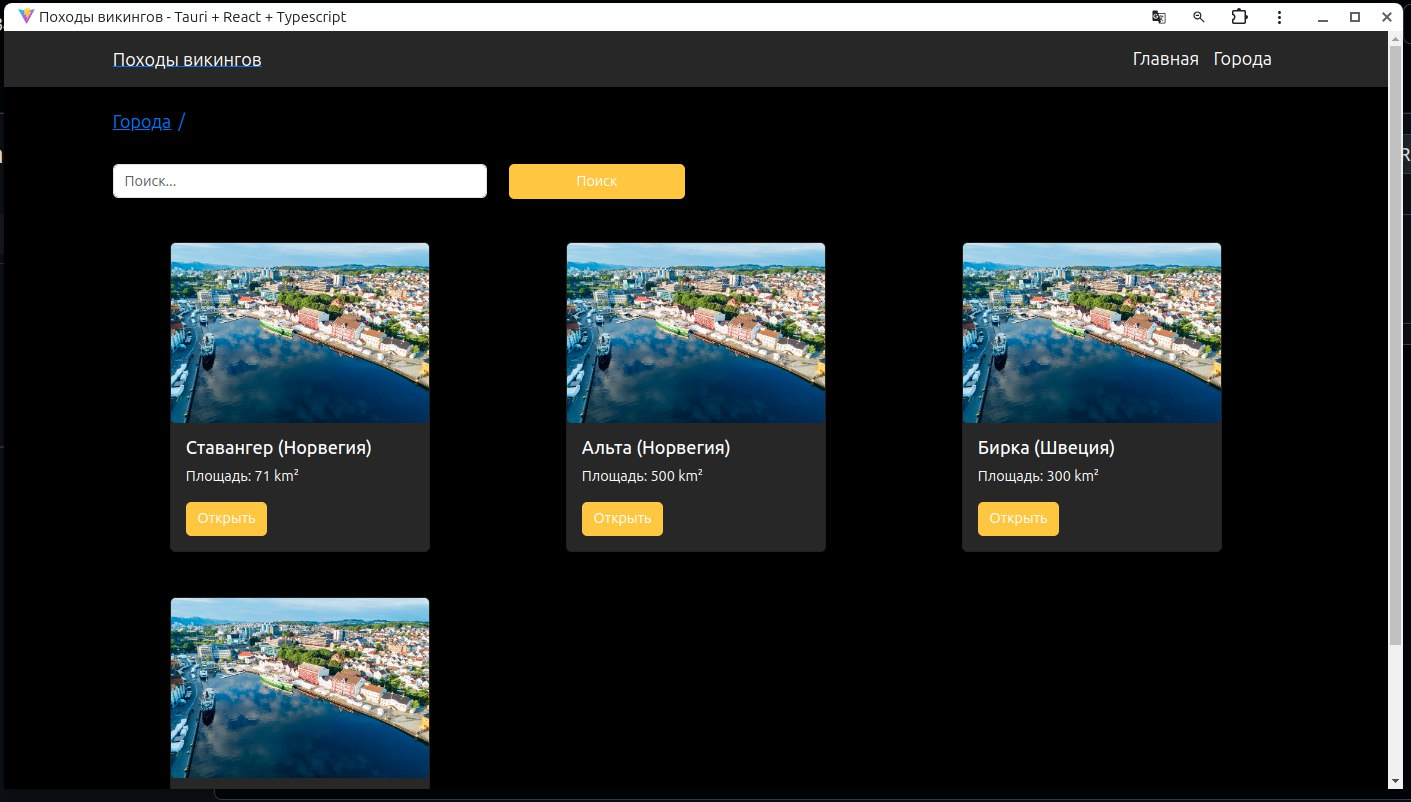 Походы викингов - Tauri + React + Typescript
Походы викингов
Главная Города
Города /
Поиск... Поиск
Ставангер (Норвегия)
Площадь: 71 km²
Открыть
Альта (Норвегия)
Площадь: 500 km²
Открыть
Бирка (Швеция)
Площадь: 300 km²
Открыть